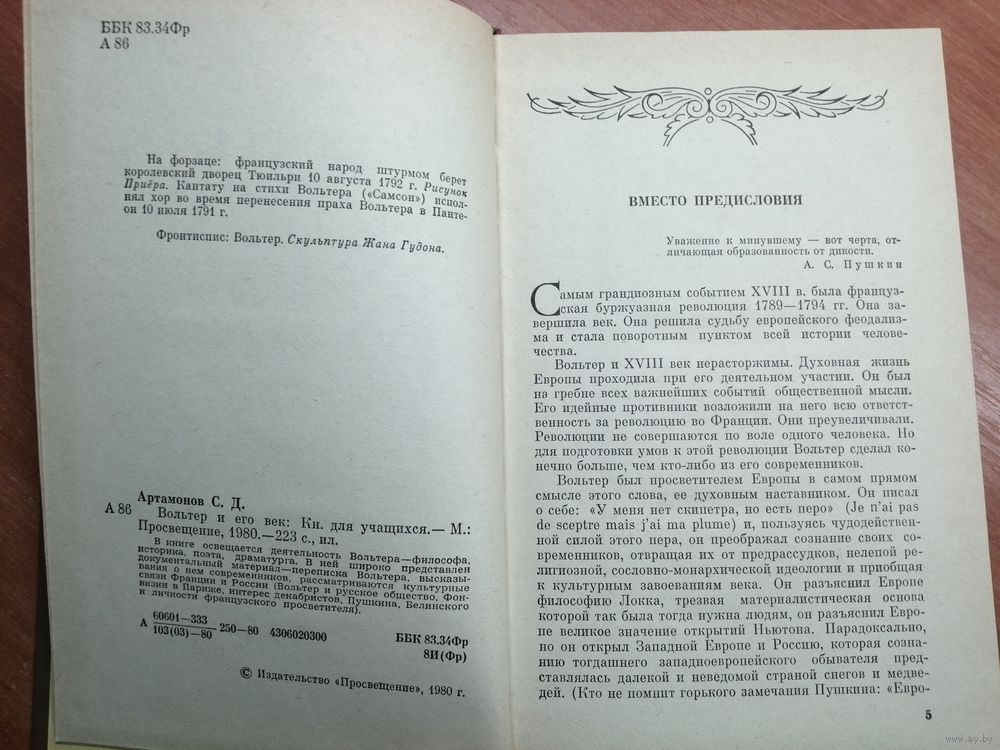 ББК 83.34Фр
А 86
На форзаце: французский народ штурмом берет
королевский дворец Тюильри 10 августа 1792 г. Рисунок
Приёра. Кантату на стихи Вольтера («Самсон») испол-
нял хор во время перенесения праха Вольтера в Панте-
он 10 июля 1791 г.
Фронтиспис: Вольтер. Скульптура Жана Гудона.
Артамонов С. Д.
А 86
Вольтер и его век: Кн. для учащихся.— М.:
Просвещение, 1980.—223 с., ил.
В книге освещается деятельность Вольтера—философа,
историка, поэта, драматурга. В ней широко представлен
документальный материал—переписка Вольтера, высказы-
вания о нем современников, рассматриваются культурные
связи Франции и России (Вольтер и русское общество, Фон-
визин в Париже, интерес декабристов, Пушкина, Белинского
к личности французского просветителя).
А 60601—333
103(03)—80 250—80 4306020300
ББК 83.34Фр
8И(Фр)
© Издательство «Просвещение», 1980 г.
ВМЕСТО ПРЕДИСЛОВИЯ
Уважение к минувшему — вот черта, от-
личающая образованность от дикости.
А. С. Пушкин
Самым грандиозным событием XVIII в. была француз-
ская буржуазная революция 1789—1794 гг. Она за-
вершила век. Она решила судьбу европейского феодализ-
ма и стала поворотным пунктом всей истории челове-
чества.
Вольтер и XVIII век нерасторжимы. Духовная жизнь
Европы проходила при его деятельном участии. Он был
на гребне всех важнейших событий общественной мысли.
Его идейные противники возложили на него всю ответст-
венность за революцию во Франции. Они преувеличивали.
Революции не совершаются по воле одного человека. Но
для подготовки умов к этой революции Вольтер сделал ко-
нечно больше, чем кто-либо из его современников.
Вольтер был просветителем Европы в самом прямом
смысле этого слова, ее духовным наставником. Он писал
о себе: «У меня нет скипетра, но есть перо» (Je n'ai pas
de sceptre mais j'ai ma plume) и, пользуясь чудодействен-
ной силой этого пера, он преображал сознание своих со-
временников, отвращая их от предрассудков, нелепой ре-
лигиозной, сословно-монархической идеологии и приобщая
к культурным завоеваниям века. Он разъяснил Европе
философию Локка, трезвая материалистическая основа
которой так была тогда нужна людям, он разъяснил Евро-
пе великое значение открытий Ньютона. Парадоксально,
но он открыл Западной Европе и Россию, которая созна-
нию тогдашнего западноевропейского обывателя пред-
ставлялась далекой и неведомой страной снегов и медве-
дей. (Кто не помнит горького замечания Пушкина: «Евро-
5
www.ay.by